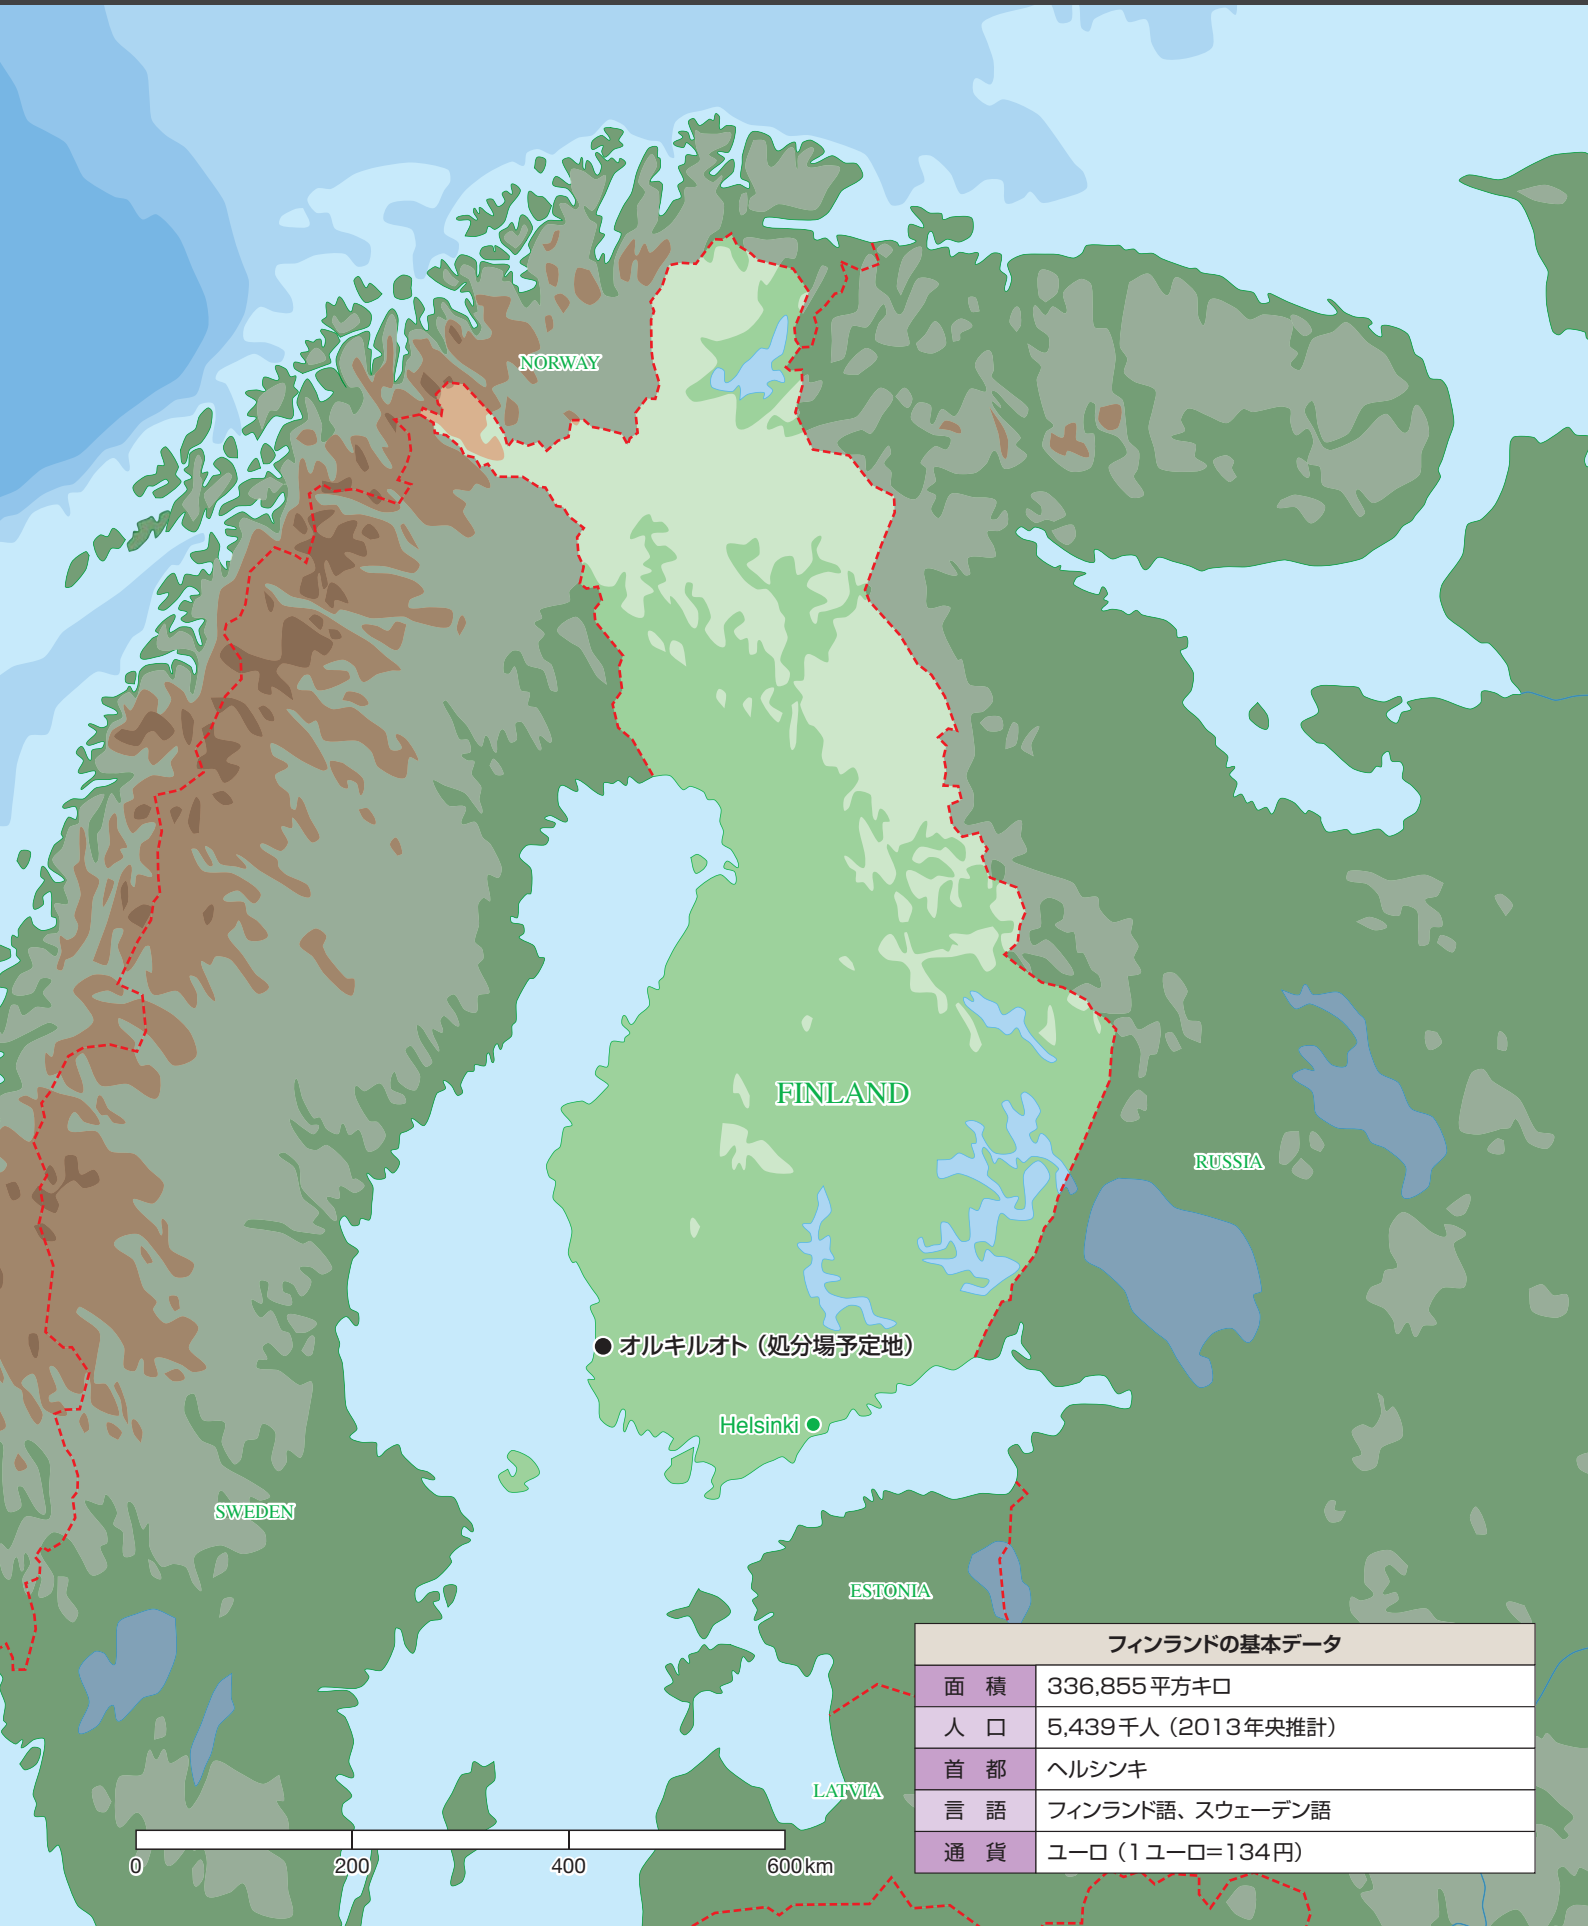 NORWAY
FINLAND
RUSSIA
オルキルオト（処分場予定地）
Helsinki
SWEDEN
ESTONIA
LATVIA
フィンランドの基本データ
面　積 336,855平方キロ
人　口 5,439千人（2013年央推計）
首　都 ヘルシンキ
言　語 フィンランド語、スウェーデン語
通　貨 ユーロ（1ユーロ=134円）
0 200 400 600km